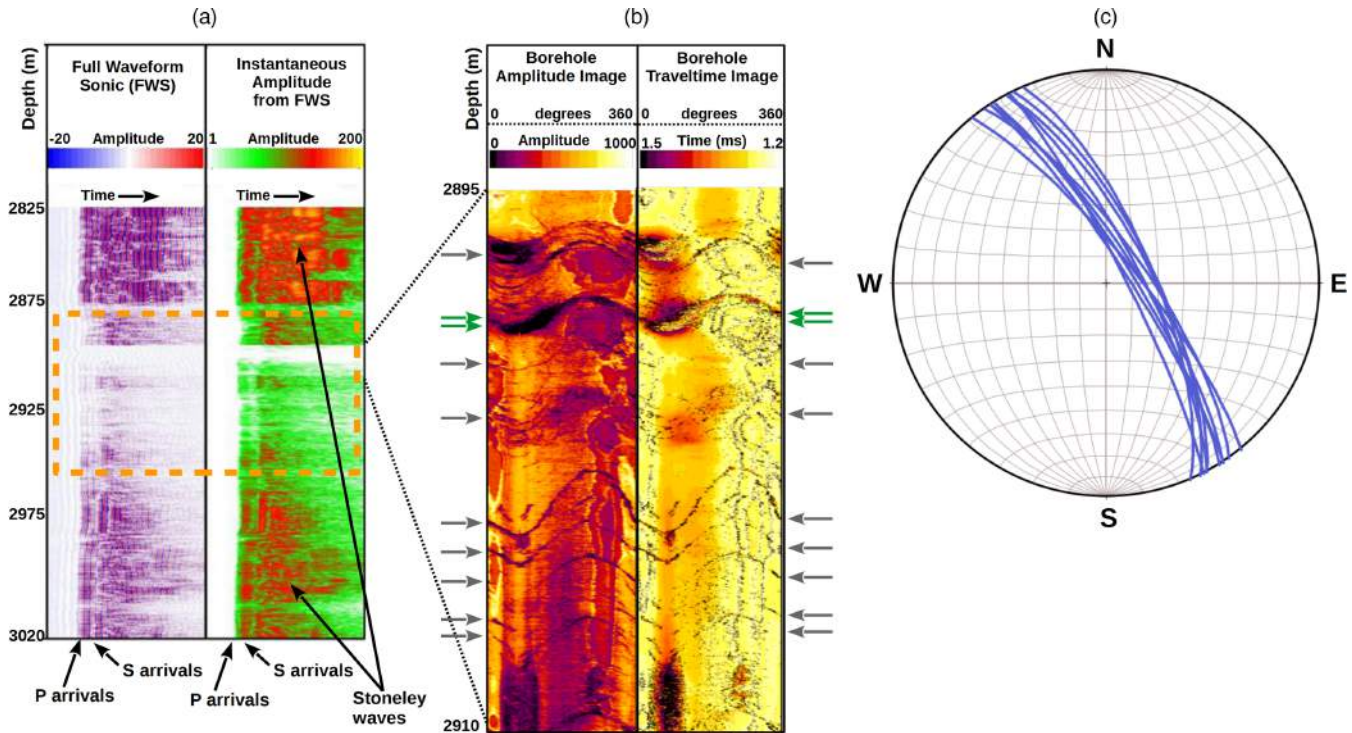 (a)
(b)
(c)
Depth (m)
Full Waveform
Sonic (FWS)
Instantaneous
Amplitude
from FWS
-20 Amplitude 20
1 Amplitude 200
Time
Time
2825
2875
2925
2975
3020
P arrivals
S arrivals
P arrivals
S arrivals
Stoneley
waves
Depth (m)
Borehole
Amplitude Image
Borehole
Traveltime Image
0 degrees 360
0 degrees 360
0 Amplitude 1000
1.5 Time (ms) 1.2
2895
2910
N
W
E
S